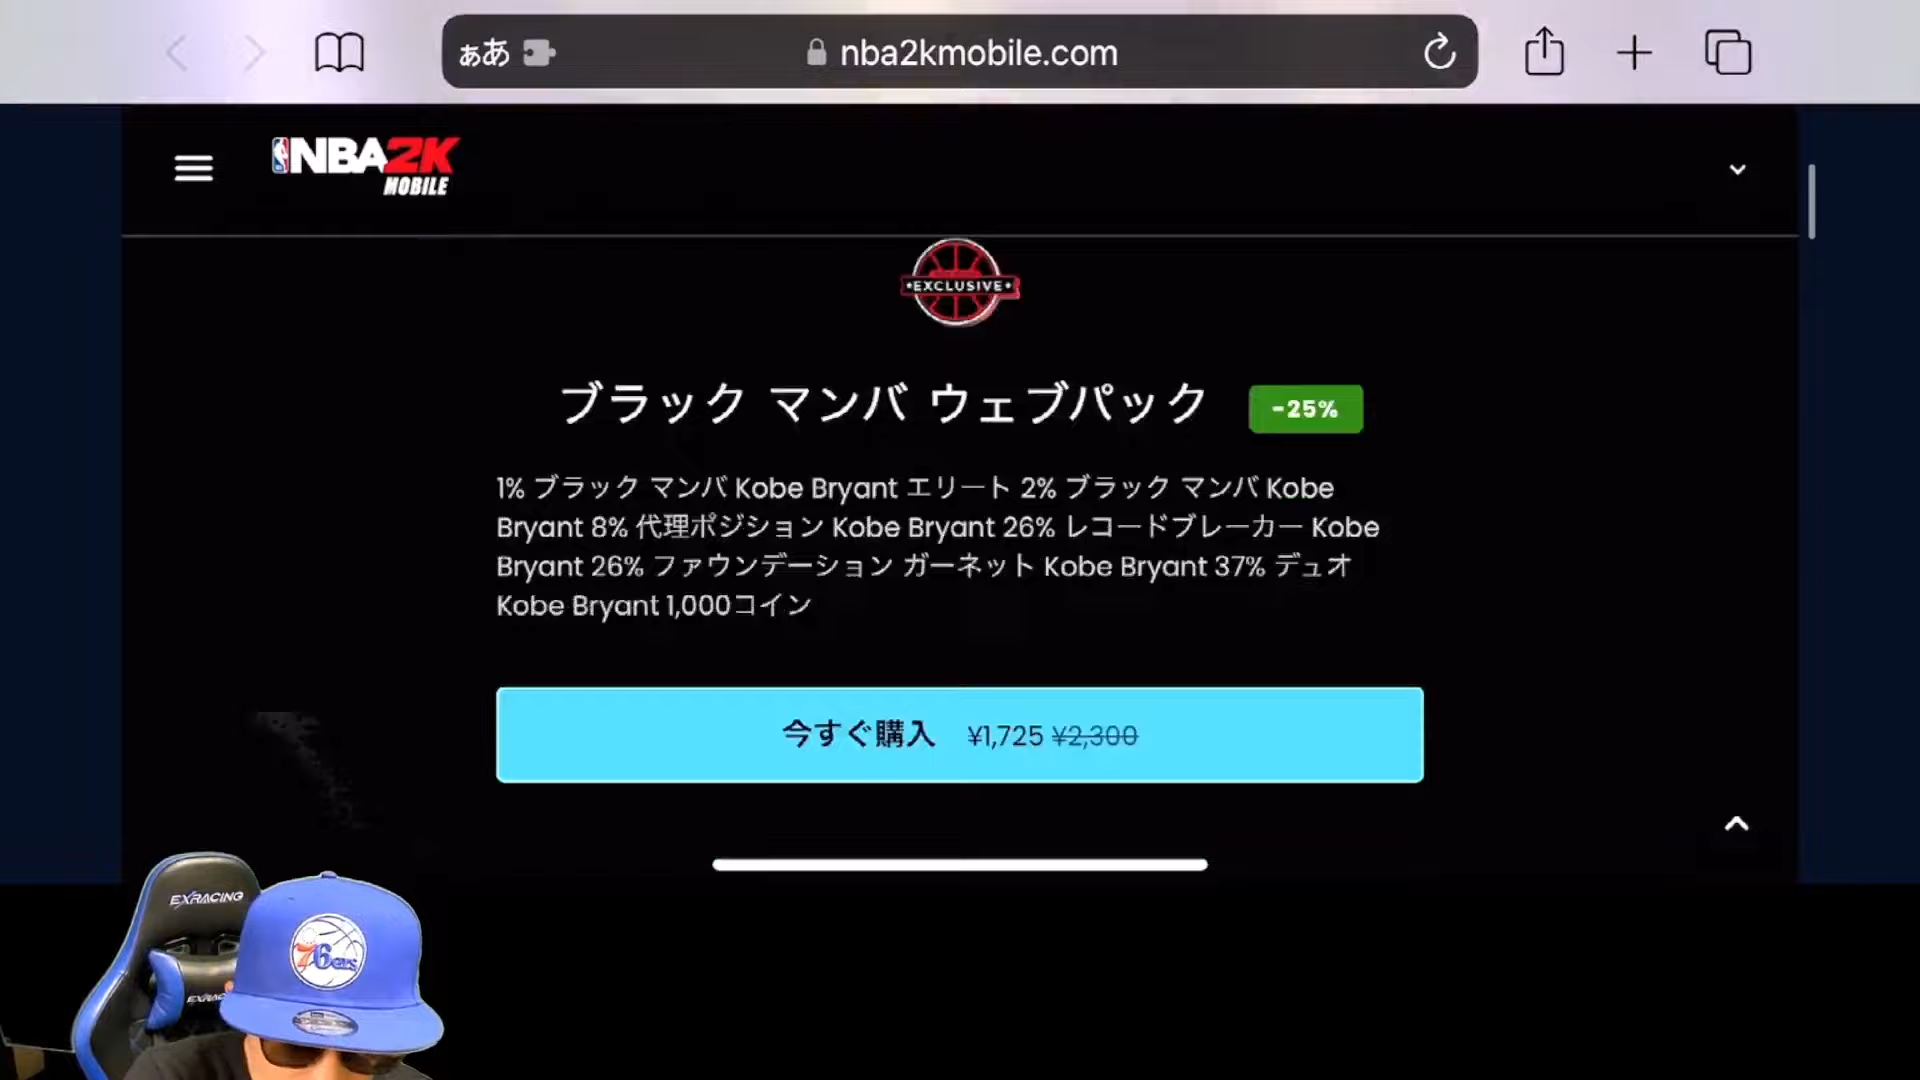 ぁあ
nba2kmobile.com
NBA2K
MOBILE
•EXCLUSIVE•
ブラック マンバ ウェブパック
-25%
1% ブラック マンバ Kobe Bryant エリート 2% ブラック マンバ Kobe
Bryant 8% 代理ポジション Kobe Bryant 26% レコードブレーカー Kobe
Bryant 26% ファウンデーション ガーネット Kobe Bryant 37% デュオ
Kobe Bryant 1,000コイン
今すぐ購入 ¥1,725 ¥2,300
EXRACING
76ers